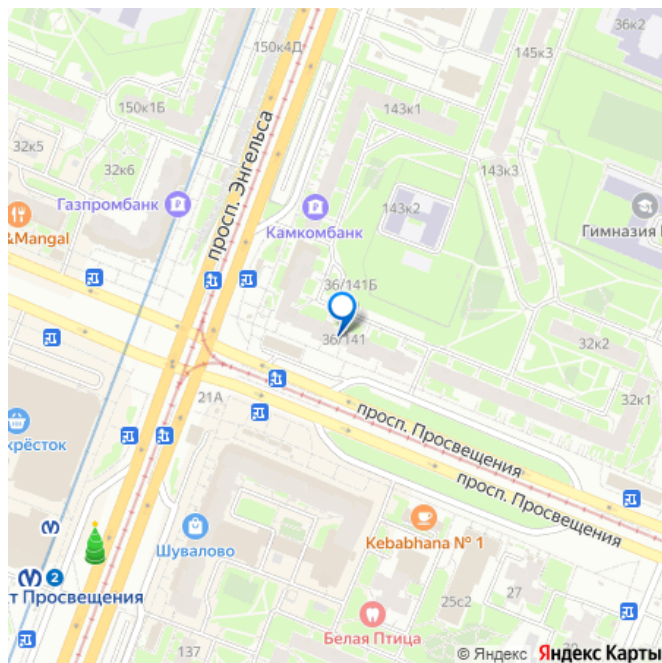 150к4Д
36к2
145к3
150к1Б
143к1
просп. Энгельса
32к5
32к6
143к3
Газпромбанк
143к2
Камкомбанк
Гимназия
&Mangal
36/141Б
36/141
32к2
21А
32к1
просп. Просвещения
крёсток
просп. Просвещения
Шувалово
Kebabhana № 1
2
т Просвещения
25с2
27
Белая Птица
137
© Яндекс Яндекс Карты